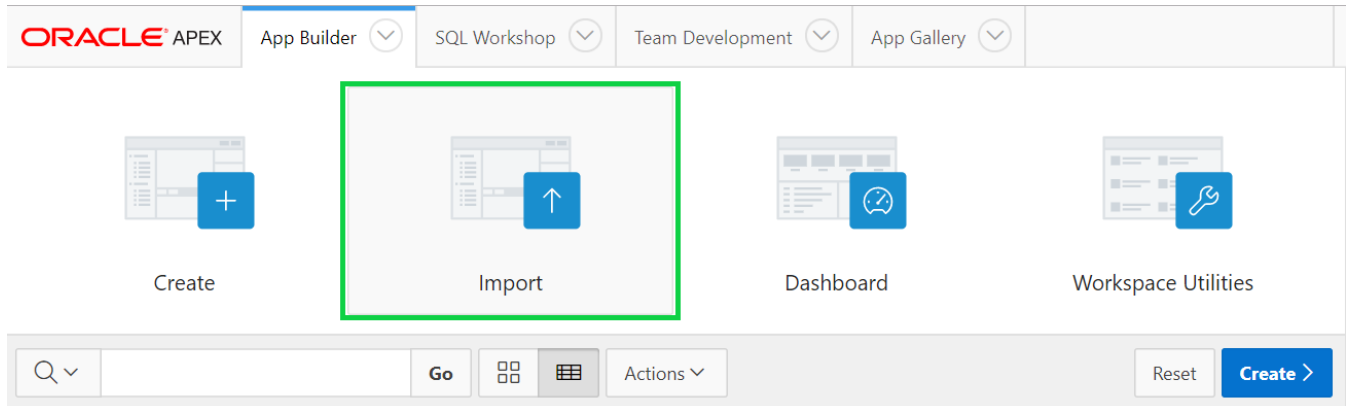 ORACLE® APEX App Builder SQL Workshop Team Development App Gallery
Create Import Dashboard Workspace Utilities
Go Actions Reset Create